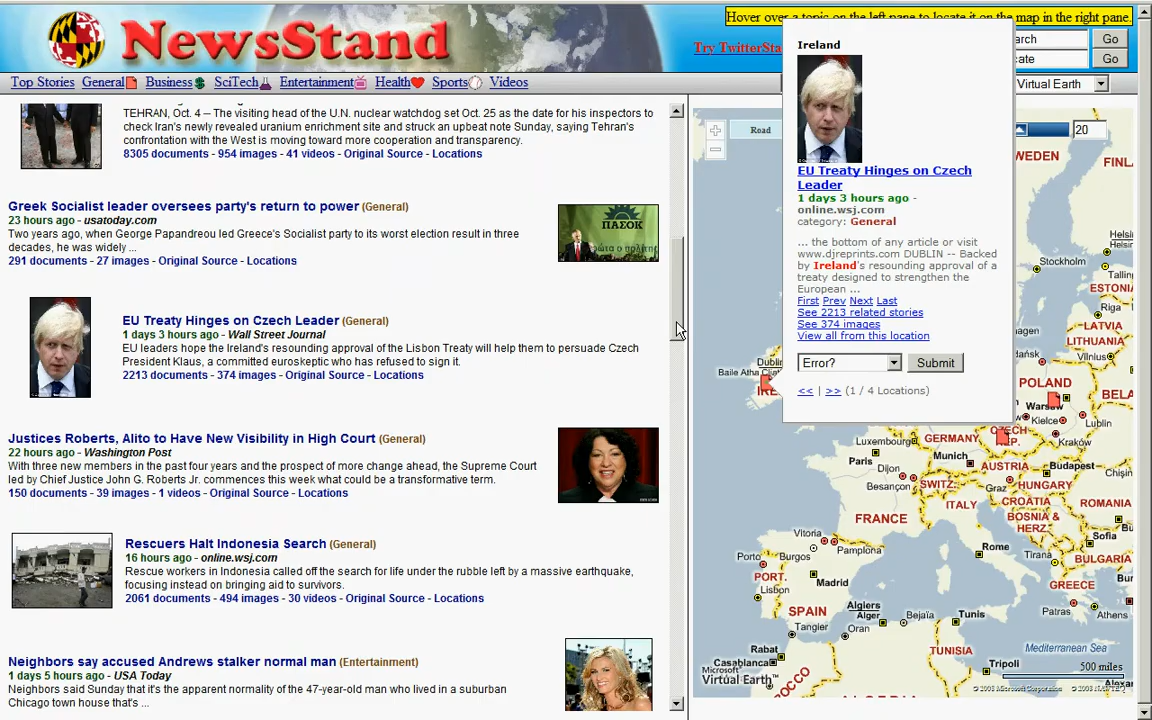 NewsStand
Hover over a topic on the left pane to locate it on the map in the right pane.
Try TwitterSta
Go
Go
Top Stories General Business SciTech Entertainment Health Sports Videos
Virtual Earth
TEHRAN, Oct. 4 -- The visiting head of the U.N. nuclear watchdog set Oct. 25 as the date for his inspectors to
check Iran's newly revealed uranium enrichment site and struck an upbeat note Sunday, saying Tehran's
confrontation with the West is moving toward more cooperation and transparency.
8305 documents - 954 images - 41 videos - Original Source - Locations
Greek Socialist leader oversees party's return to power (General)
23 hours ago - usatoday.com
Two years ago, when George Papandreou led Greece's Socialist party to its worst election result in three
decades, he was widely ...
291 documents - 27 images - Original Source - Locations
ΠΑΣΟΚ
EU Treaty Hinges on Czech Leader (General)
1 days 3 hours ago - Wall Street Journal
EU leaders hope the Ireland's resounding approval of the Lisbon Treaty will help them to persuade Czech
President Klaus, a committed euroskeptic who has refused to sign it.
2213 documents - 374 images - Original Source - Locations
Justices Roberts, Alito to Have New Visibility in High Court (General)
22 hours ago - Washington Post
With three new members in the past four years and the prospect of more change ahead, the Supreme Court
led by Chief Justice John G. Roberts Jr. commences this week what could be a transformative term.
150 documents - 39 images - 1 videos - Original Source - Locations
Rescuers Halt Indonesia Search (General)
16 hours ago - online.wsj.com
Rescue workers in Indonesia called off the search for life under the rubble left by a massive earthquake,
focusing instead on bringing aid to survivors.
2061 documents - 494 images - 30 videos - Original Source - Locations
Neighbors say accused Andrews stalker normal man (Entertainment)
1 days 5 hours ago - USA Today
Neighbors said Sunday that it's the apparent normality of the 47-year-old man who lived in a suburban
Chicago town house that's ...
Ireland
EU Treaty Hinges on Czech
Leader
1 days 3 hours ago -
online.wsj.com
category: General
... the bottom of any article or visit
www.djreprints.com DUBLIN -- Backed
by Ireland's resounding approval of a
treaty designed to strengthen the
European ...
First Prev Next Last
See 2213 related stories
See 374 images
View all from this location
Error? Submit
<< | >> (1 / 4 Locations)
Road
20
Stockholm
ESTONIA
Riga
LATVIA
LITHUANIA
Vilnius
POLAND
Kielce
Lublin
Kraków
Luxembourg
GERMANY
Paris
Munich
AUSTRIA
Budapest
Dijon
Besançon
SWITZ.
Graz
HUNGARY
CROATIA
ROMANIA
ITALY
BOSNIA &
HERZ.
FRANCE
Sofia
Vitoria
Burgos
Pamplona
Porto
Rome
Tirana
BULGARIA
PORT.
Madrid
Lisbon
GREECE
SPAIN
Algiers
Alger
Bejaïa
Tunis
Patras
Athens
Tangier
Oran
Rabat
TUNISIA
Mediterranean Sea
Casablanca
Tripoli
500 miles
Microsoft
Virtual Earth